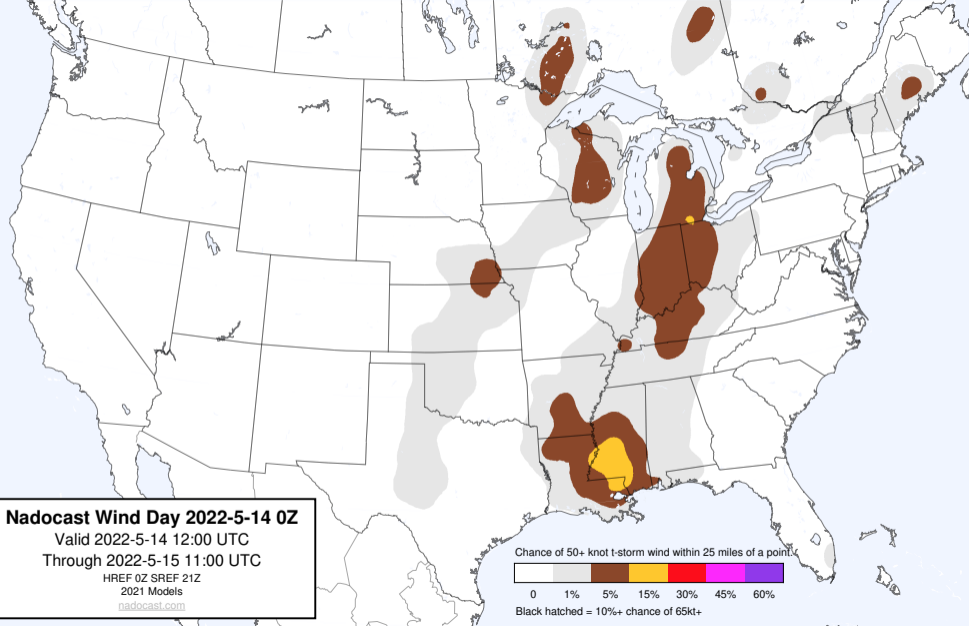 Nadocast Wind Day 2022-5-14 0Z
Valid 2022-5-14 12:00 UTC
Through 2022-5-15 11:00 UTC
HREF 0Z SREF 21Z
2021 Models
nadocast.com
Chance of 50+ knot t-storm wind within 25 miles of a point.
0 1% 5% 15% 30% 45% 60%
Black hatched = 10%+ chance of 65kt+